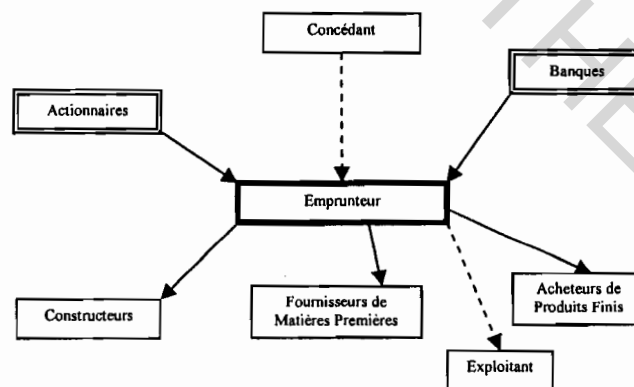 Concédant
Banques
Actionnaires
Emprunteur
Constructeurs
Fournisseurs de
Matières Premières
Acheteurs de
Produits Finis
Exploitant